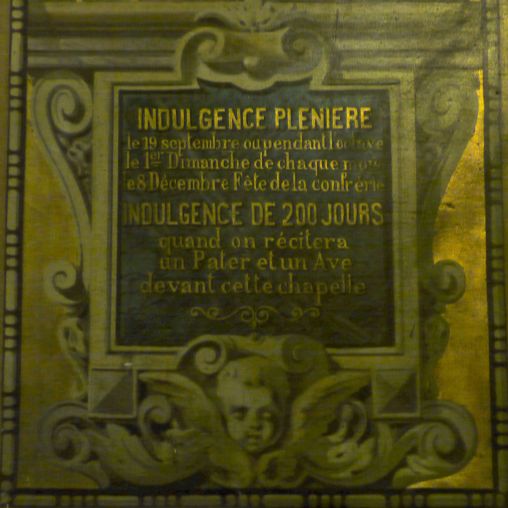 INDULGENCE PLENIERE
le 19 septembre ou pendant l'octave
le 1er Dimanche de chaque mois
le 8 Décembre Fête de la confrérie
INDULGENCE DE 200 JOURS
quand on récitera
un Pater et un Ave
devant cette chapelle